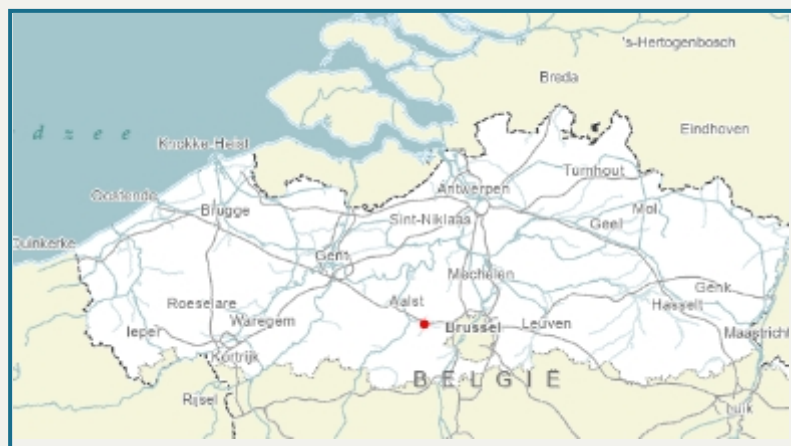 's-Hertogenbosch
Breda
Eindhoven
d z e e
Knokke-Heist
Turnhout
Antwerpen
Oostende
Mol
Brugge
Sint-Niklaas
Geel
Duinkerke
Gent
Mechelen
Genk
Aalst
Roeselare
Hasselt
Waregem
Brussel
Leuven
Ieper
Maastricht
Kortrijk
BELGIË
Rijsel
Luik